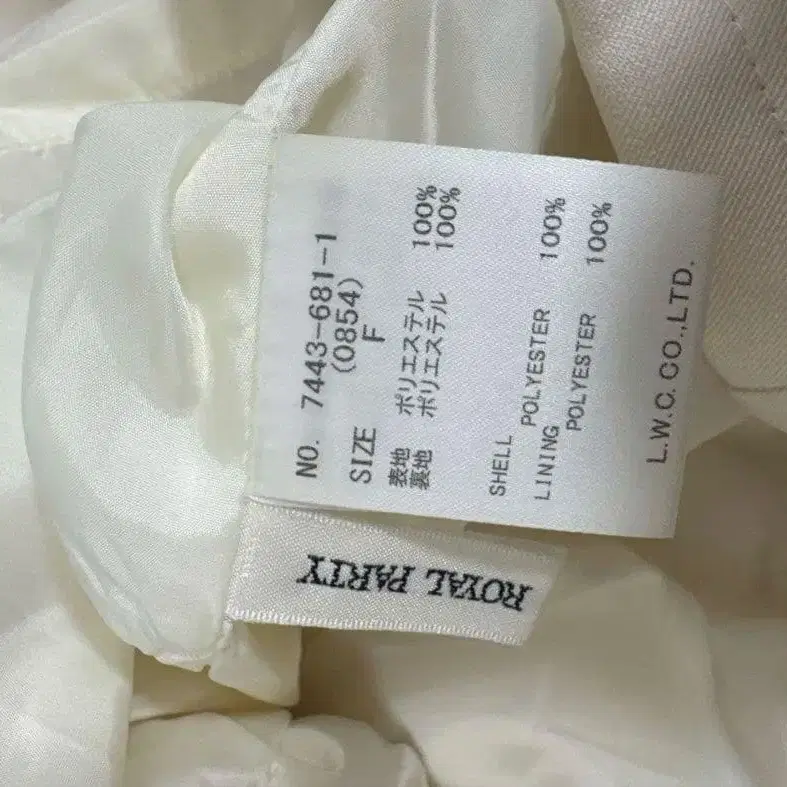 NO. 7443-681-1
(0854)
SIZE F
表地 ポリエステル 100%
裏地 ポリエステル 100%
SHELL POLYESTER 100%
LINING POLYESTER 100%
L.W.C. CO.,LTD.
ROYAL PARTY